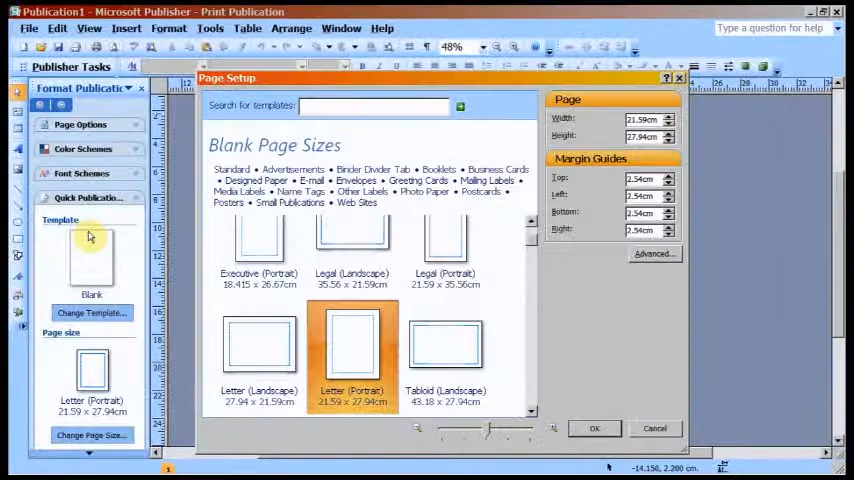 Publication1 - Microsoft Publisher - Print Publication
File Edit View Insert Format Tools Table Arrange Window Help
Type a question for help
48%
Publisher Tasks
Format Publicatic
Page Options
Color Schemes
Font Schemes
Quick Publicatio...
Template
Blank
Change Template...
Page size
Letter (Portrait)
21.59 x 27.94cm
Change Page Size...
Page Setup
Search for templates:
Blank Page Sizes
Standard • Advertisements • Binder Divider Tab • Booklets • Business Cards
• Designed Paper • E-mail • Envelopes • Greeting Cards • Mailing Labels •
Media Labels • Name Tags • Other Labels • Photo Paper • Postcards •
Posters • Small Publications • Web Sites
Executive (Portrait)
18.415 x 26.67cm
Legal (Landscape)
35.56 x 21.59cm
Legal (Portrait)
21.59 x 35.56cm
Letter (Landscape)
27.94 x 21.59cm
Letter (Portrait)
21.59 x 27.94cm
Tabloid (Landscape)
43.18 x 27.94cm
Page
Width: 21.59cm
Height: 27.94cm
Margin Guides
Top: 2.54cm
Left: 2.54cm
Bottom: 2.54cm
Right: 2.54cm
Advanced...
OK
Cancel
1
-14.150, 2.200 cm.